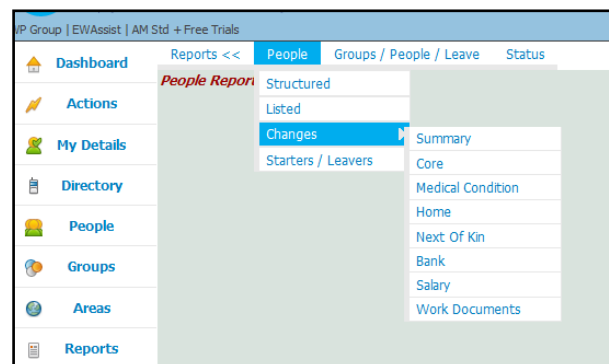 WP Group | EWAssist | AM Std + Free Trials
Dashboard
Actions
My Details
Directory
People
Groups
Areas
Reports
Reports << People Groups / People / Leave Status
People Repor
Structured
Listed
Changes
Starters / Leavers
Summary
Core
Medical Condition
Home
Next Of Kin
Bank
Salary
Work Documents